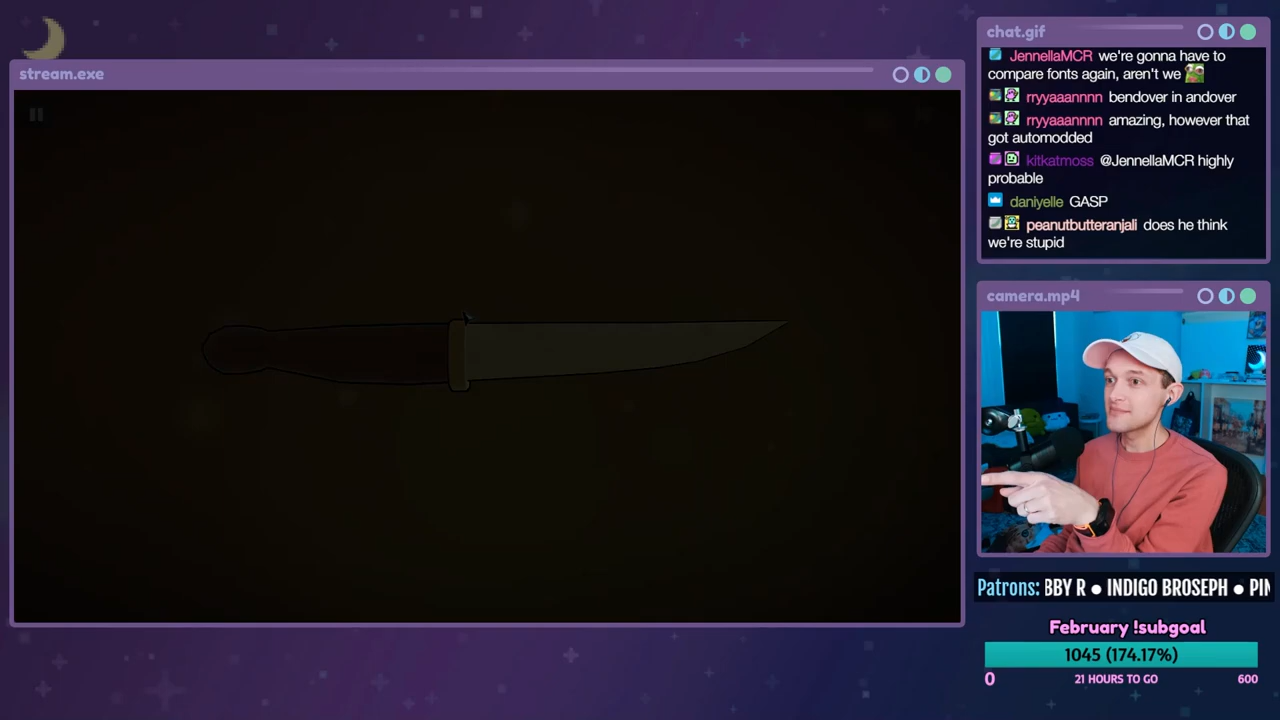 stream.exe
chat.gif
JennellaMCR we're gonna have to
compare fonts again, aren't we
rryyaaannnn bendover in andover
rryyaaannnn amazing, however that
got automodded
kitkatmoss @JennellaMCR highly
probable
daniyelle GASP
peanutbutteranjali does he think
we're stupid
camera.mp4
Patrons: BBY R ● INDIGO BROSEPH ● PIN
February !subgoal
1045 (174.17%)
0 21 HOURS TO GO 600